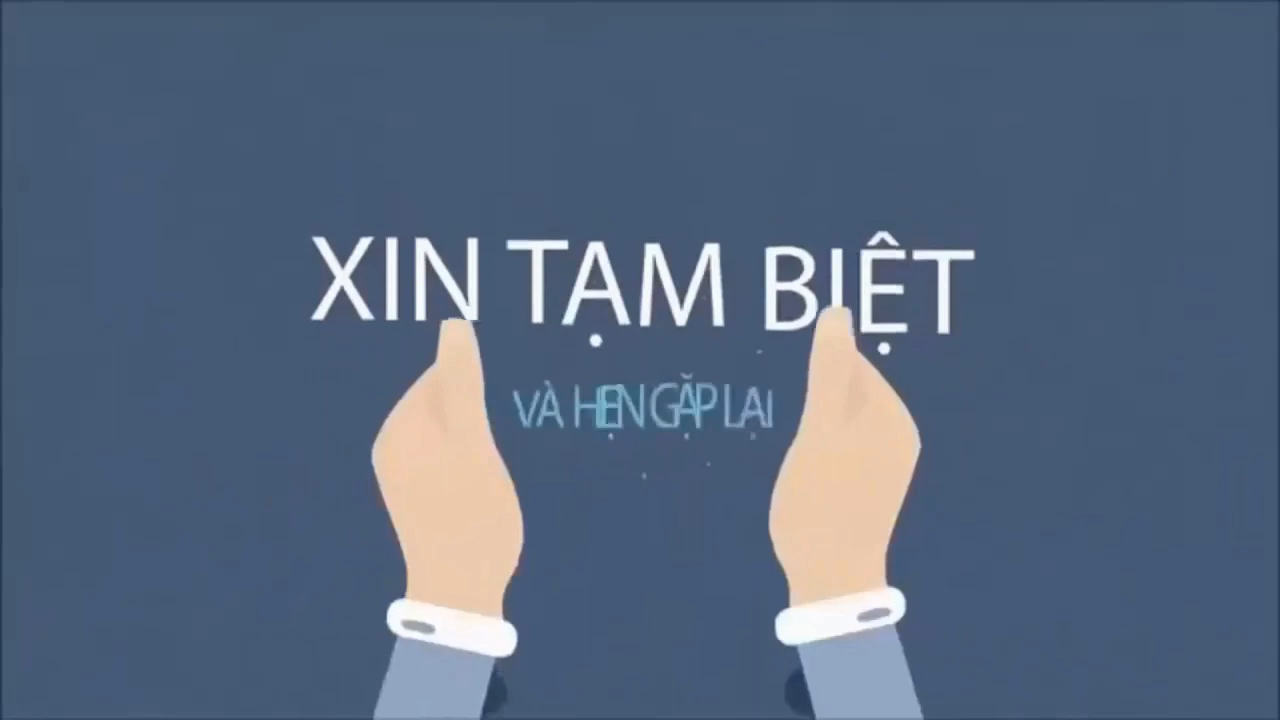 XIN TẠM BIỆT
VÀ HẸN GẶP LẠI